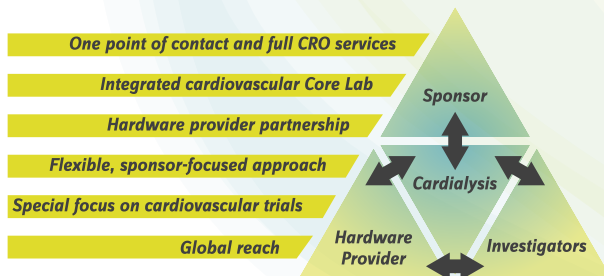 One point of contact and full CRO services
Integrated cardiovascular Core Lab
Hardware provider partnership
Flexible, sponsor-focused approach
Special focus on cardiovascular trials
Global reach
Sponsor
Cardialysis
Hardware
Provider
Investigators